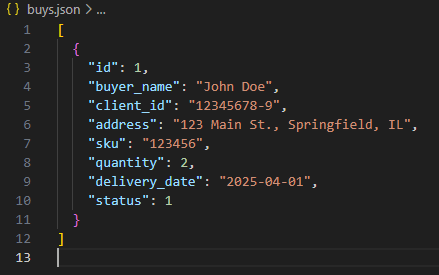 { } buys.json > ...
1 [
2 {
3 "id": 1,
4 "buyer_name": "John Doe",
5 "client_id": "12345678-9",
6 "address": "123 Main St., Springfield, IL",
7 "sku": "123456",
8 "quantity": 2,
9 "delivery_date": "2025-04-01",
10 "status": 1
11 }
12 ]
13